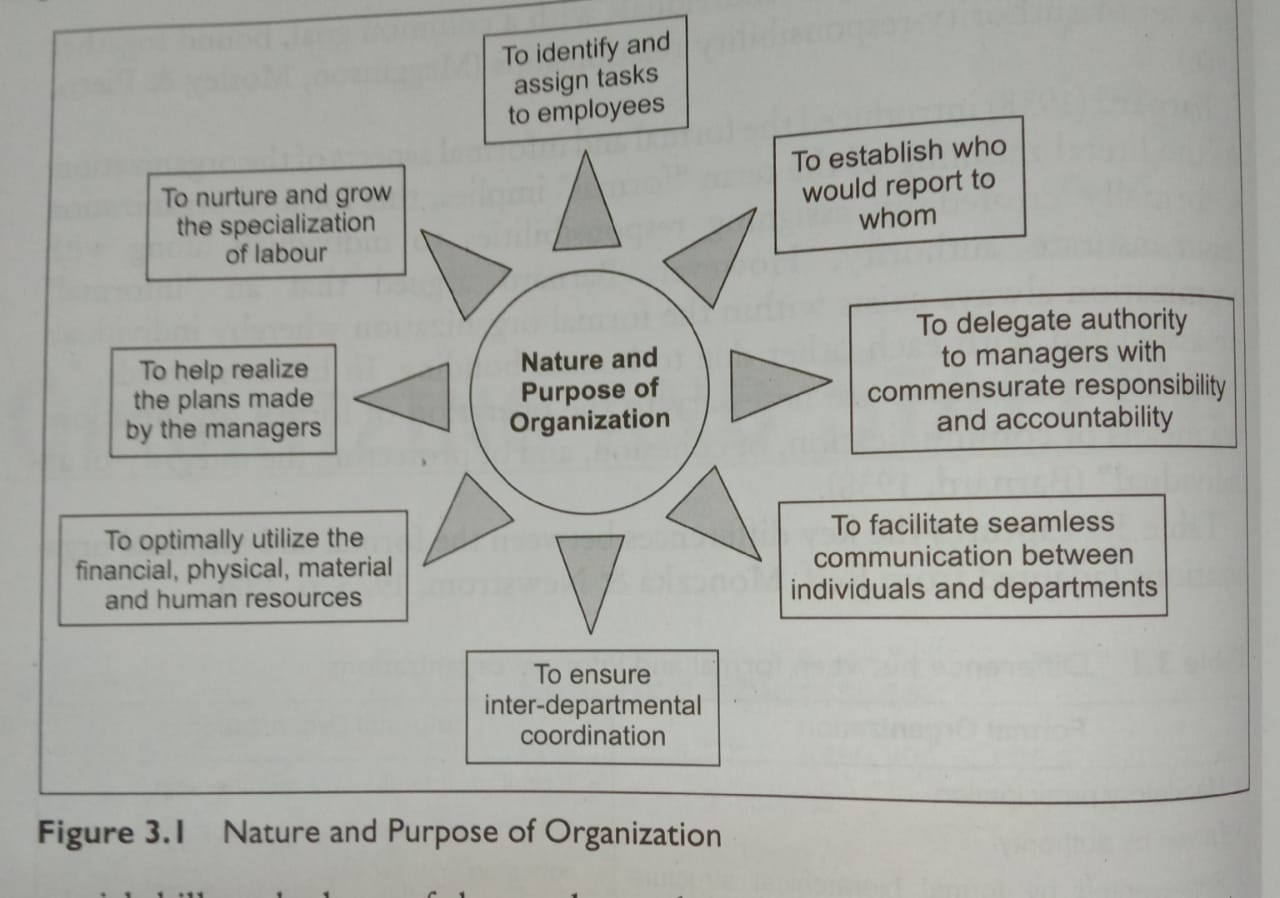 To identify and
assign tasks
to employees
To establish who
would report to
whom
To delegate authority
to managers with
commensurate responsibility
and accountability
To facilitate seamless
communication between
individuals and departments
To ensure
inter-departmental
coordination
To optimally utilize the
financial, physical, material
and human resources
To help realize
the plans made
by the managers
To nurture and grow
the specialization
of labour
Nature and
Purpose of
Organization
Figure 3.1 Nature and Purpose of Organization